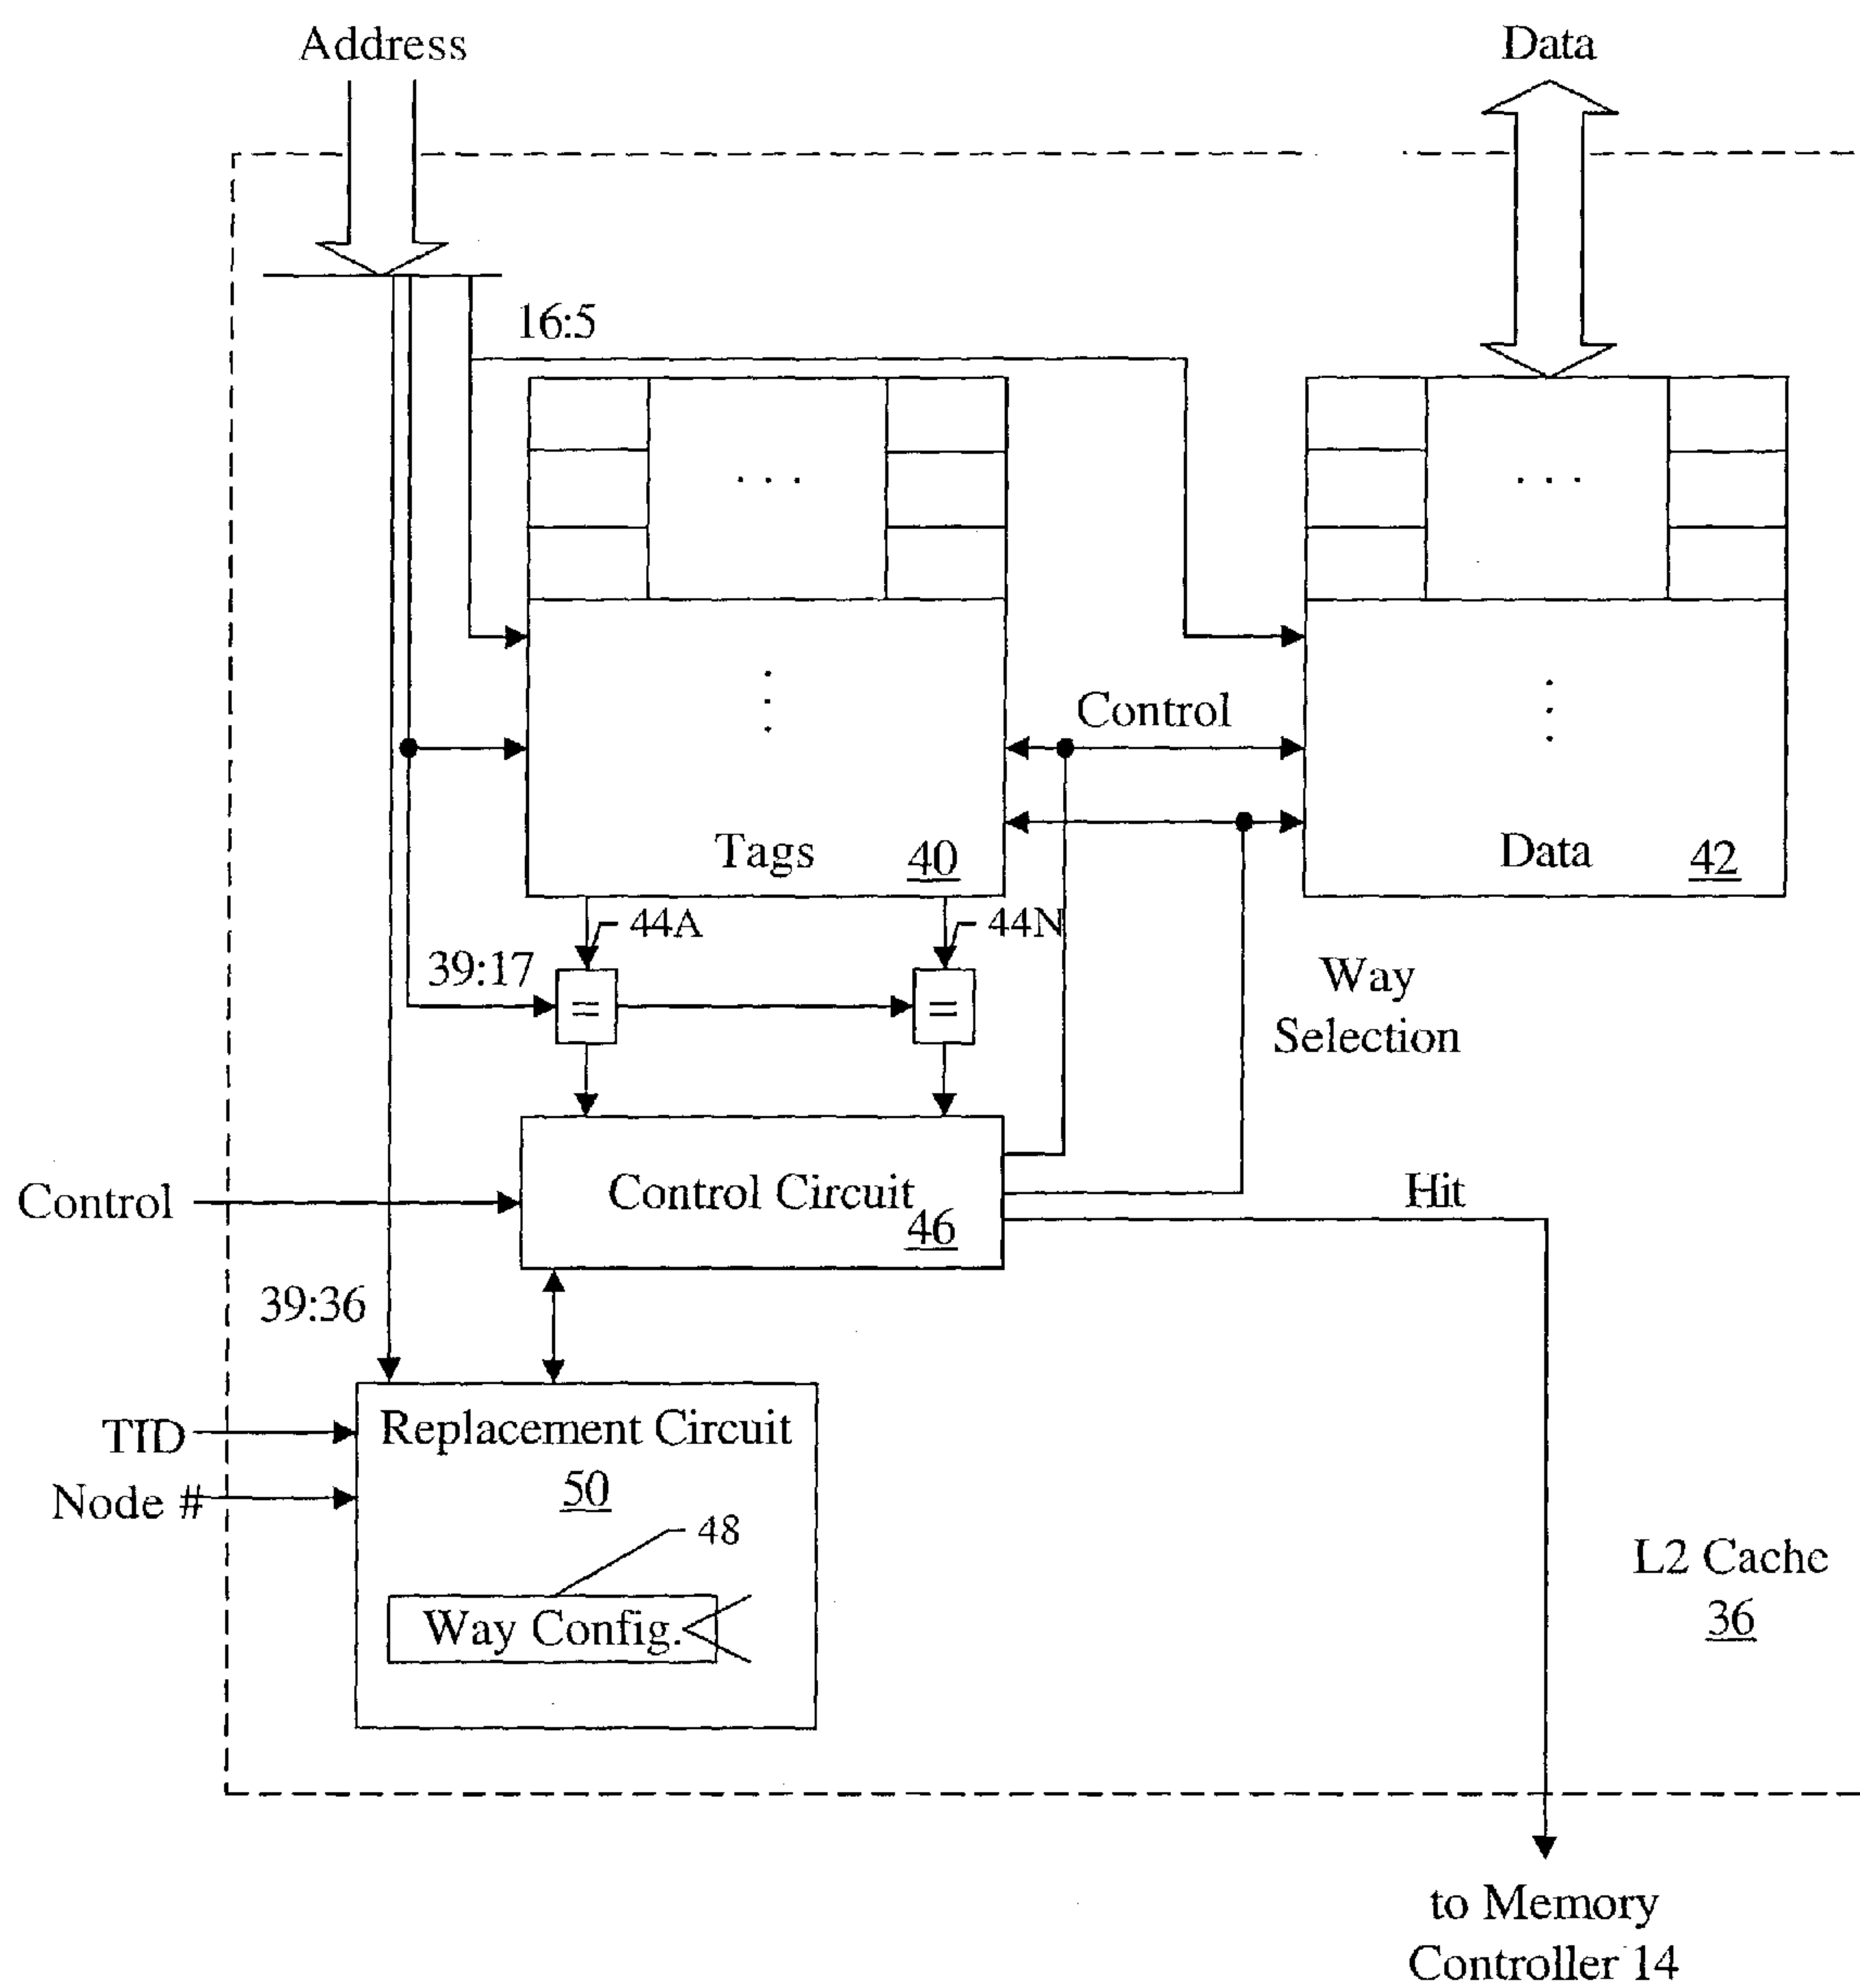 Address
Data
16:5
...
...
Control
Tags
40
Data
42
44A
44N
39:17
=
=
Way
Selection
Control
Control Circuit
46
Hit
39:36
TID
Replacement Circuit
Node #
50
48
Way Config.
L2 Cache
36
to Memory
Controller 14